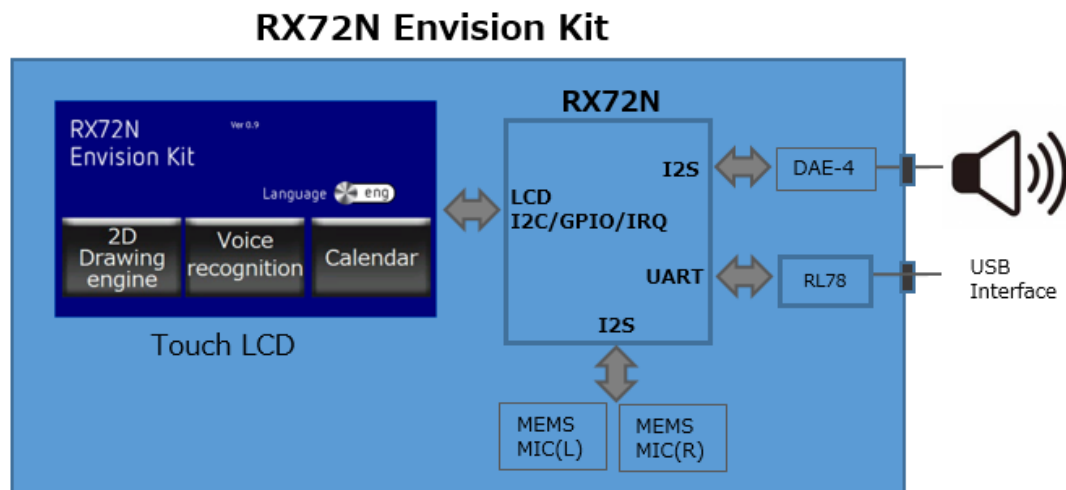 RX72N Envision Kit
RX72N
Envision Kit
Ver 0.9
Language
eng
2D
Drawing
engine
Voice
recognition
Calendar
Touch LCD
RX72N
I2S
LCD
I2C/GPIO/IRQ
UART
I2S
DAE-4
RL78
USB
Interface
MEMS
MIC(L)
MEMS
MIC(R)